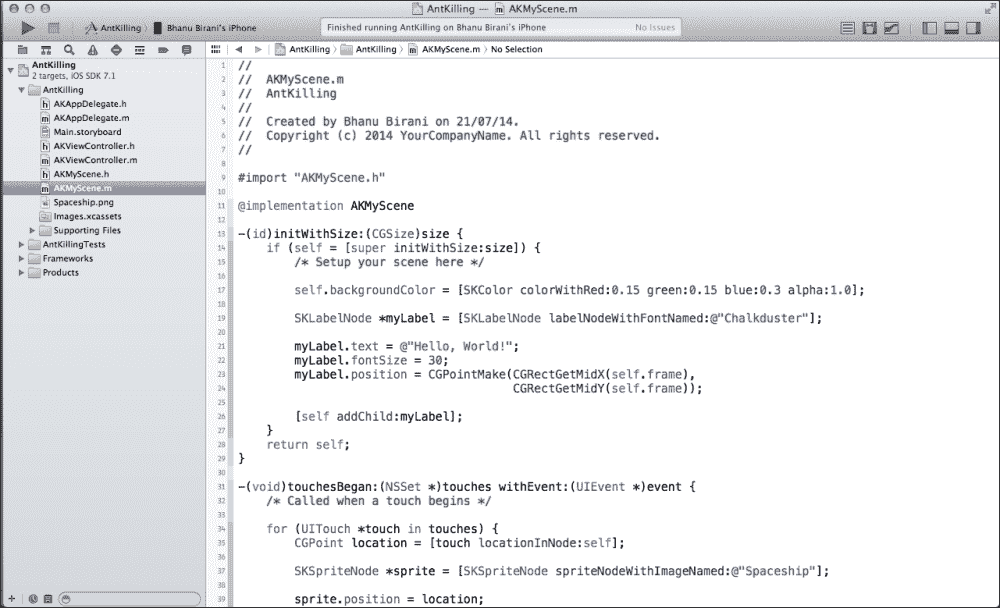 AntKilling — AKMyScene.m
AntKilling Bhanu Birani's iPhone
Finished running AntKilling on Bhanu Birani's iPhone No Issues
AntKilling AntKilling AKMyScene.m No Selection
AntKilling
2 targets, iOS SDK 7.1
AntKilling
AKAppDelegate.h
AKAppDelegate.m
Main.storyboard
AKViewController.h
AKViewController.m
AKMyScene.h
AKMyScene.m
Spaceship.png
Images.xcassets
Supporting Files
AntKillingTests
Frameworks
Products
1 //
2 //  AKMyScene.m
3 //  AntKilling
4 //
5 //  Created by Bhanu Birani on 21/07/14.
6 //  Copyright (c) 2014 YourCompanyName. All rights reserved.
7 //
8
9 #import "AKMyScene.h"
10
11 @implementation AKMyScene
12
13 -(id)initWithSize:(CGSize)size {
14     if (self = [super initWithSize:size]) {
15         /* Setup your scene here */
16
17         self.backgroundColor = [SKColor colorWithRed:0.15 green:0.15 blue:0.3 alpha:1.0];
18
19         SKLabelNode *myLabel = [SKLabelNode labelNodeWithFontNamed:@"Chalkduster"];
20
21         myLabel.text = @"Hello, World!";
22         myLabel.fontSize = 30;
23         myLabel.position = CGPointMake(CGRectGetMidX(self.frame),
24                                        CGRectGetMidY(self.frame));
25
26         [self addChild:myLabel];
27     }
28     return self;
29 }
30
31 -(void)touchesBegan:(NSSet *)touches withEvent:(UIEvent *)event {
32     /* Called when a touch begins */
33
34     for (UITouch *touch in touches) {
35         CGPoint location = [touch locationInNode:self];
36
37         SKSpriteNode *sprite = [SKSpriteNode spriteNodeWithImageNamed:@"Spaceship"];
38
39         sprite.position = location;